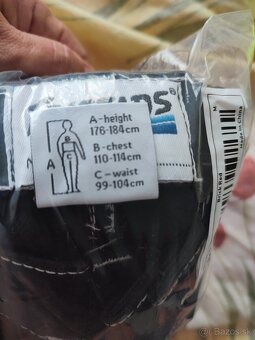 A-height
176-184cm
B-chest
110-114cm
C-waist
99-104cm
A
M
Made in China
Brick Red
© Bazos.sk